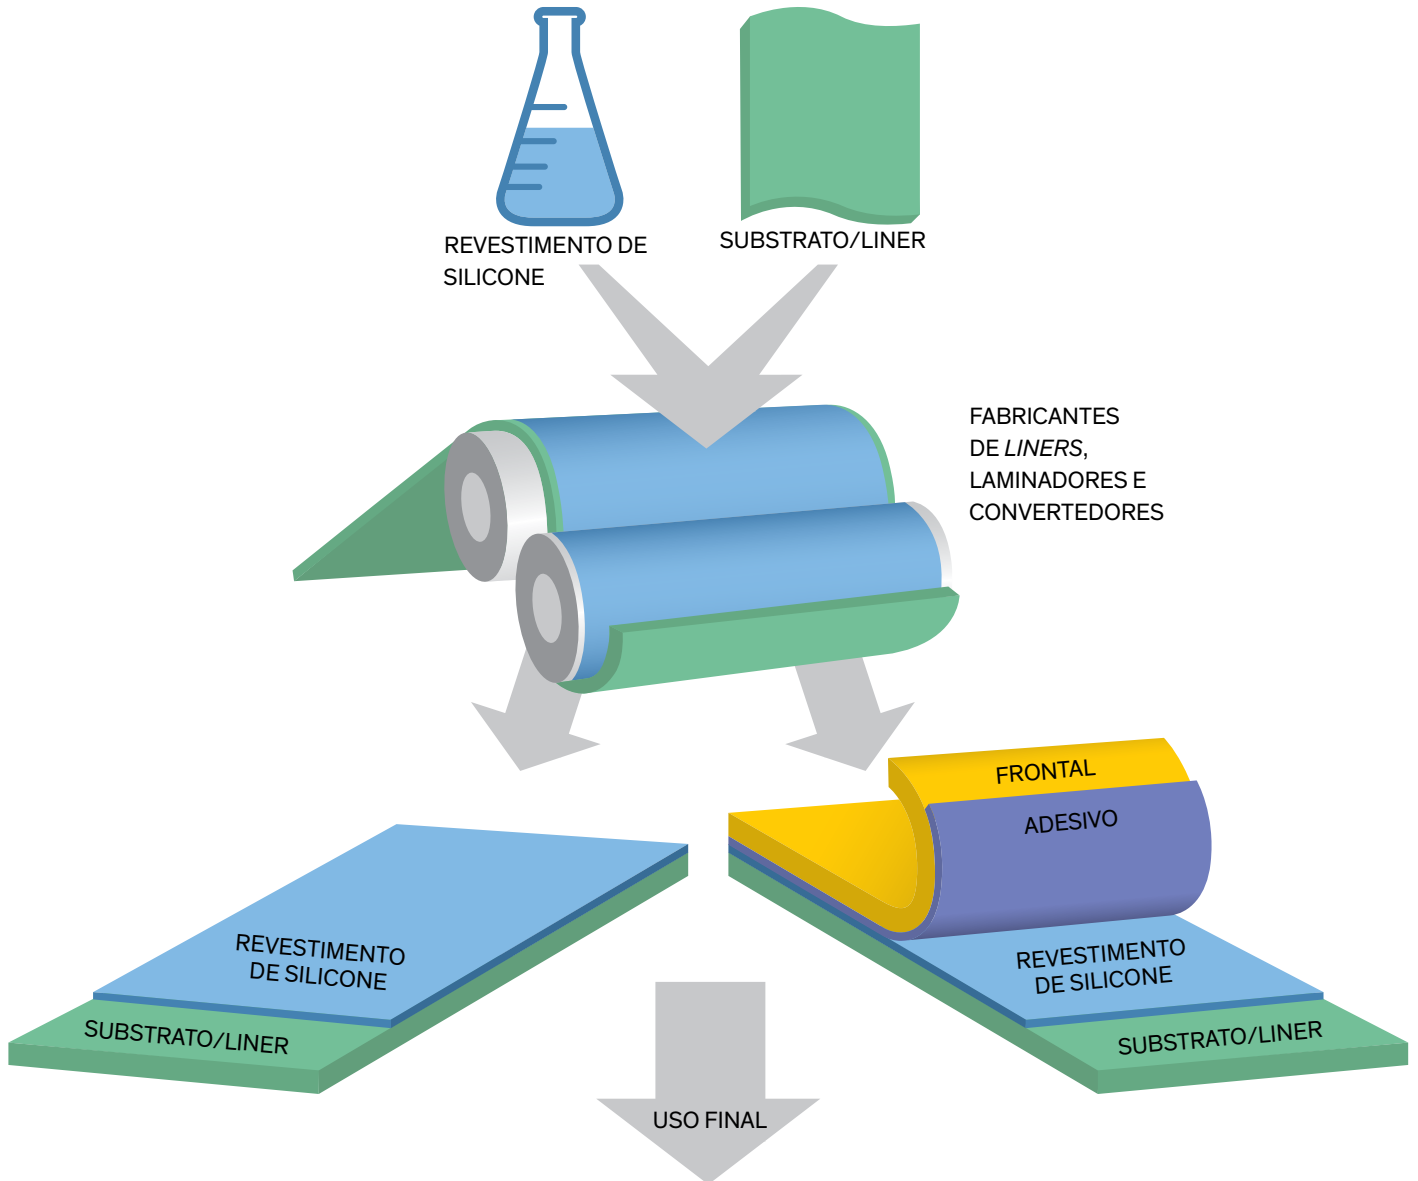 REVESTIMENTO DE
SILICONE
SUBSTRATO/LINER
FABRICANTES
DE LINERS,
LAMINADORES E
CONVERTEDORES
FRONTAL
ADESIVO
REVESTIMENTO
DE SILICONE
SUBSTRATO/LINER
REVESTIMENTO
DE SILICONE
SUBSTRATO/LINER
USO FINAL